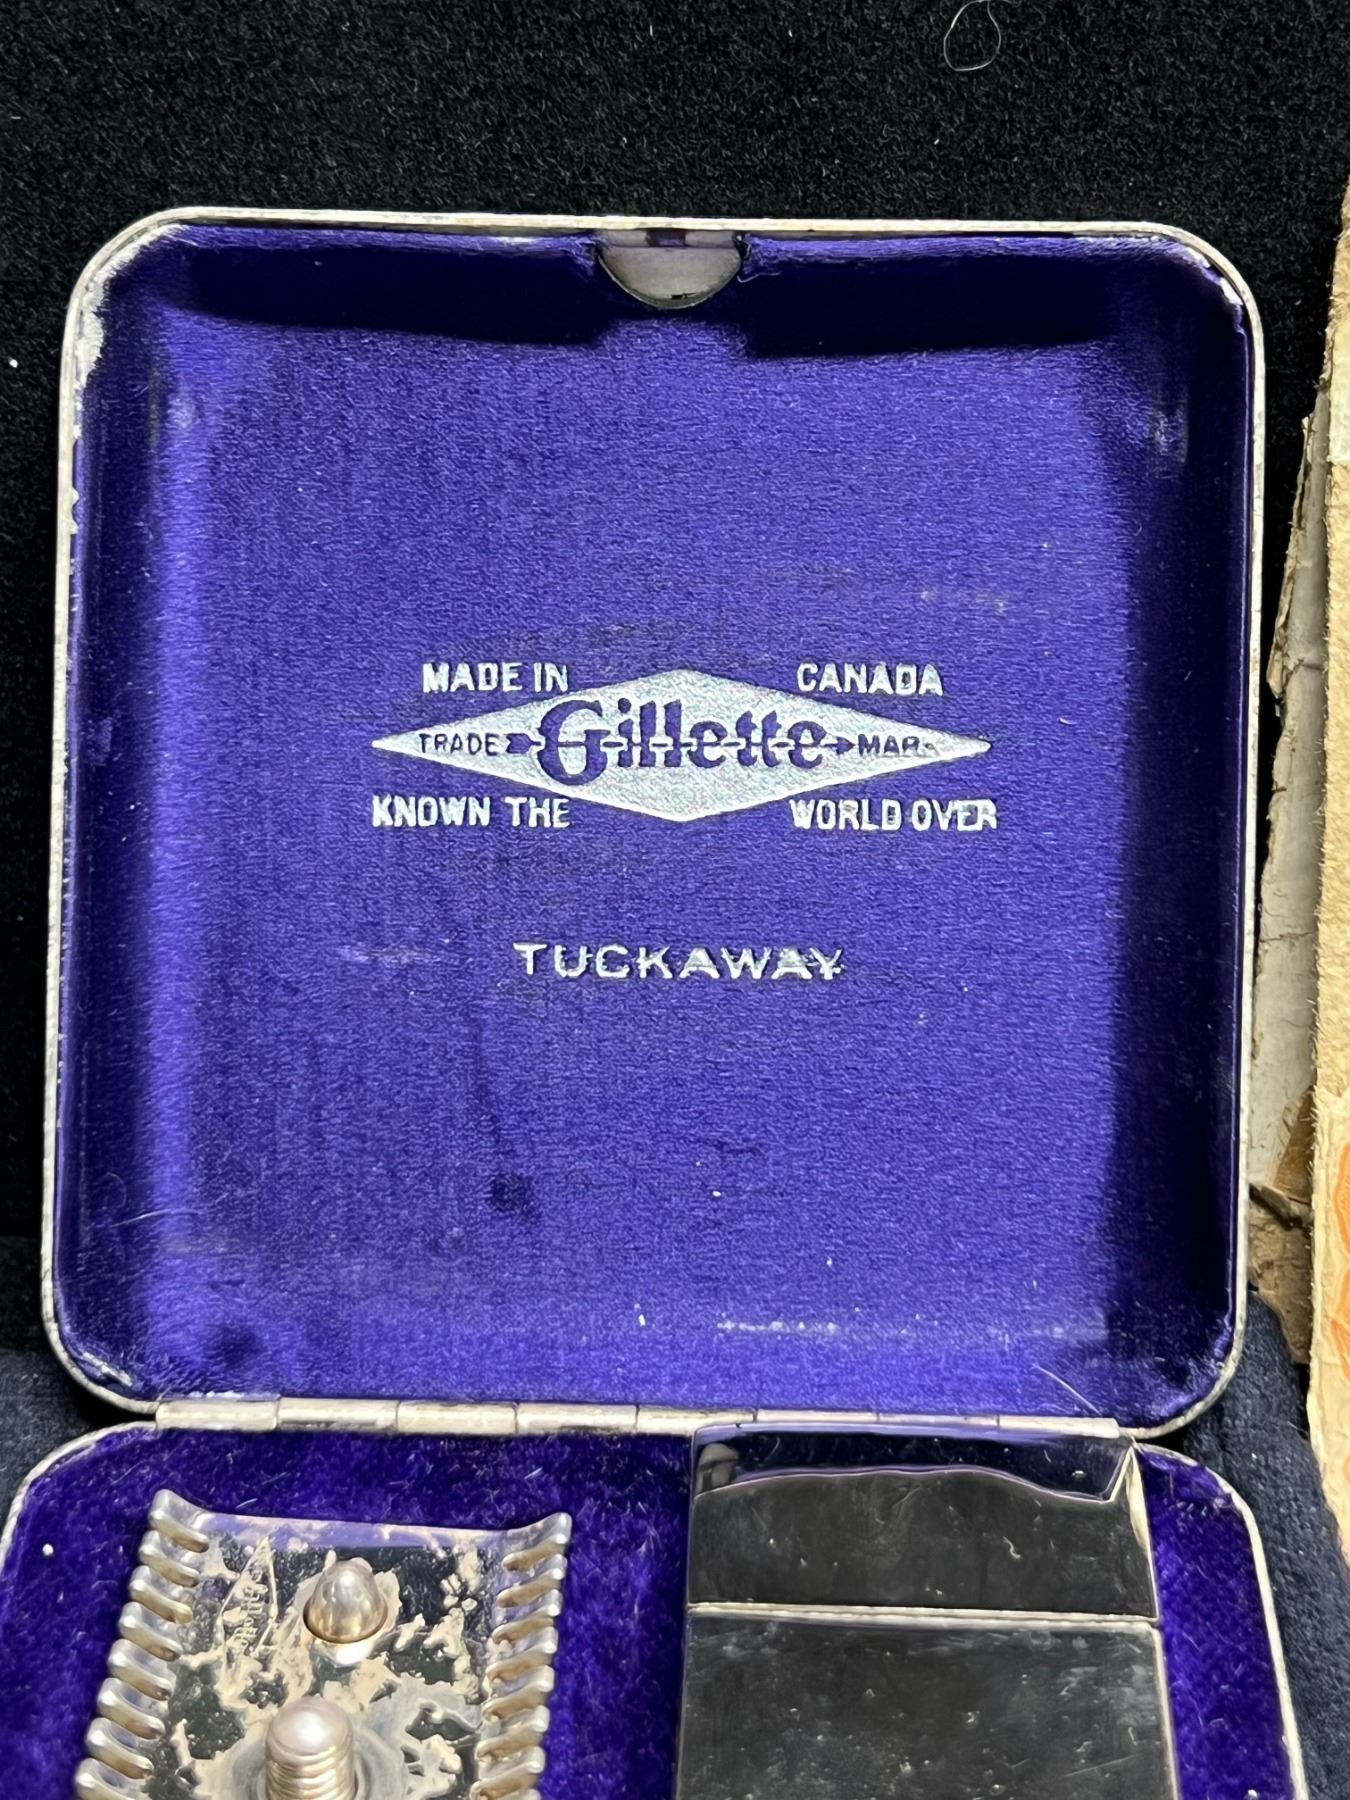 MADE IN CANADA
TRADE Gillette MARK
KNOWN THE WORLD OVER
TUCKAWAY